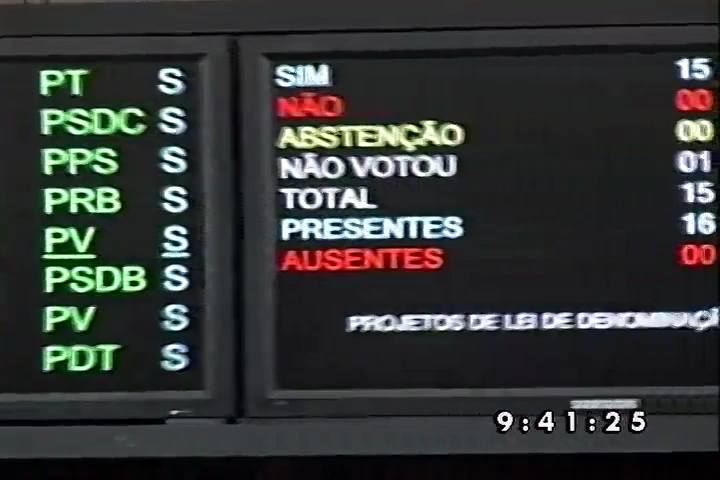 PT S
PSDC S
PPS S
PRB S
PV S
PSDB S
PV S
PDT S
SIM 15
NÃO 00
ABSTENÇÃO 00
NÃO VOTOU 01
TOTAL 15
PRESENTES 16
AUSENTES 00
PROJETOS DE LEI DE DENOMINAÇÃ
9:41:25